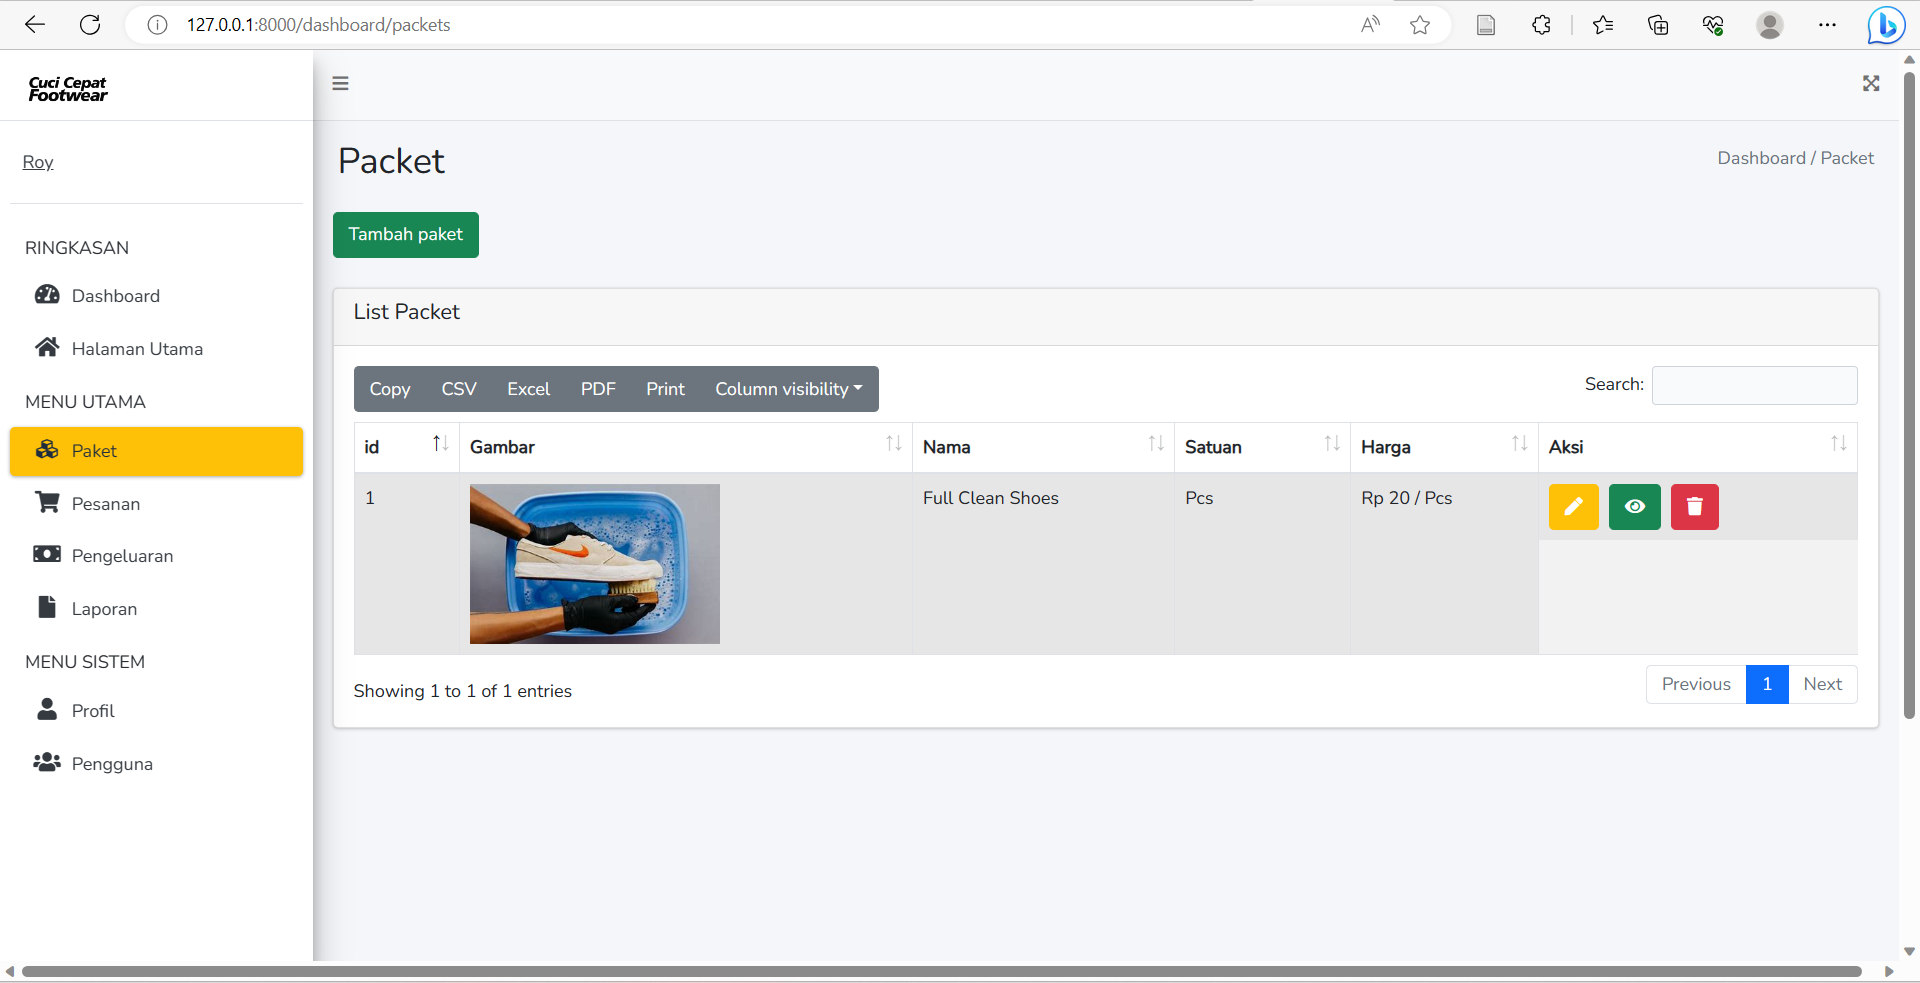 127.0.0.1:8000/dashboard/packets
Cuci Cepat
Footwear
Roy
RINGKASAN
Dashboard
Halaman Utama
MENU UTAMA
Paket
Pesanan
Pengeluaran
Laporan
MENU SISTEM
Profil
Pengguna
Packet
Dashboard / Packet
Tambah paket
List Packet
Copy CSV Excel PDF Print Column visibility
Search:
id Gambar Nama Satuan Harga Aksi
1 Full Clean Shoes Pcs Rp 20 / Pcs
Showing 1 to 1 of 1 entries
Previous 1 Next